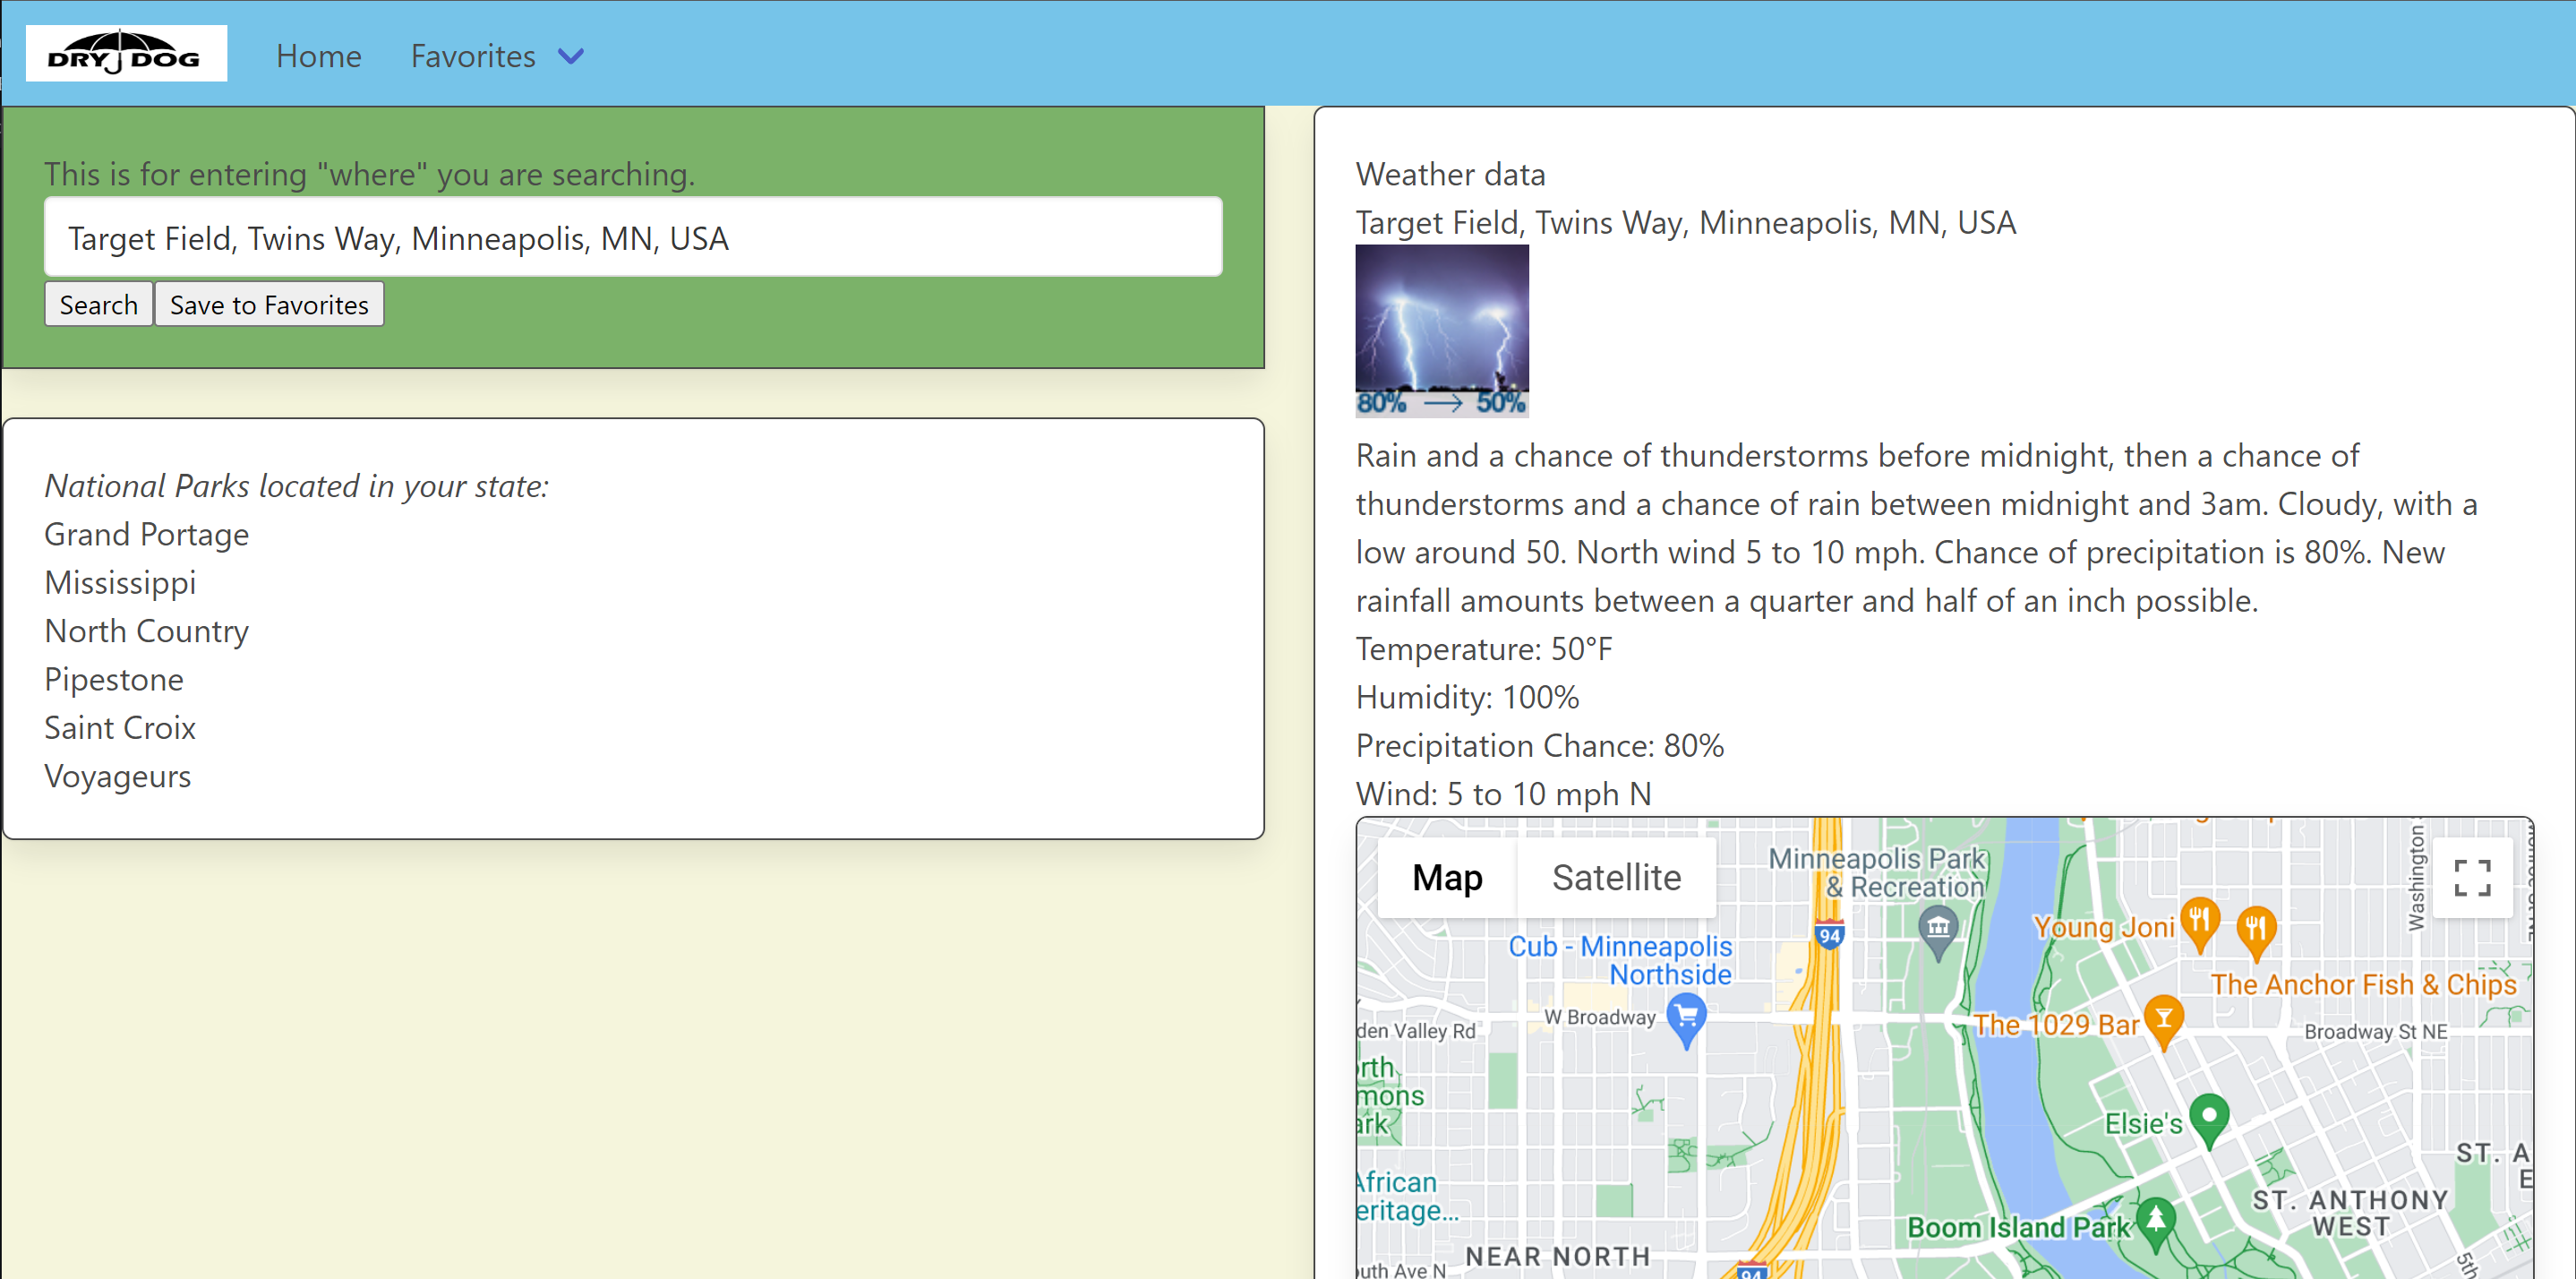 DRY DOG
Home
Favorites
This is for entering "where" you are searching.
Target Field, Twins Way, Minneapolis, MN, USA
Search
Save to Favorites
National Parks located in your state:
Grand Portage
Mississippi
North Country
Pipestone
Saint Croix
Voyageurs
Weather data
Target Field, Twins Way, Minneapolis, MN, USA
80% → 50%
Rain and a chance of thunderstorms before midnight, then a chance of
thunderstorms and a chance of rain between midnight and 3am. Cloudy, with a
low around 50. North wind 5 to 10 mph. Chance of precipitation is 80%. New
rainfall amounts between a quarter and half of an inch possible.
Temperature: 50°F
Humidity: 100%
Precipitation Chance: 80%
Wind: 5 to 10 mph N
Map
Satellite
Minneapolis Park
& Recreation
Washington
94
Young Joni
Cub - Minneapolis
Northside
The Anchor Fish & Chips
W Broadway
The 1029 Bar
Broadway St NE
den Valley Rd
rth
mons
ark
Elsie's
ST. A
E
African
eritage...
ST. ANTHONY
WEST
Boom Island Park
NEAR NORTH
5th
outh Ave N
94